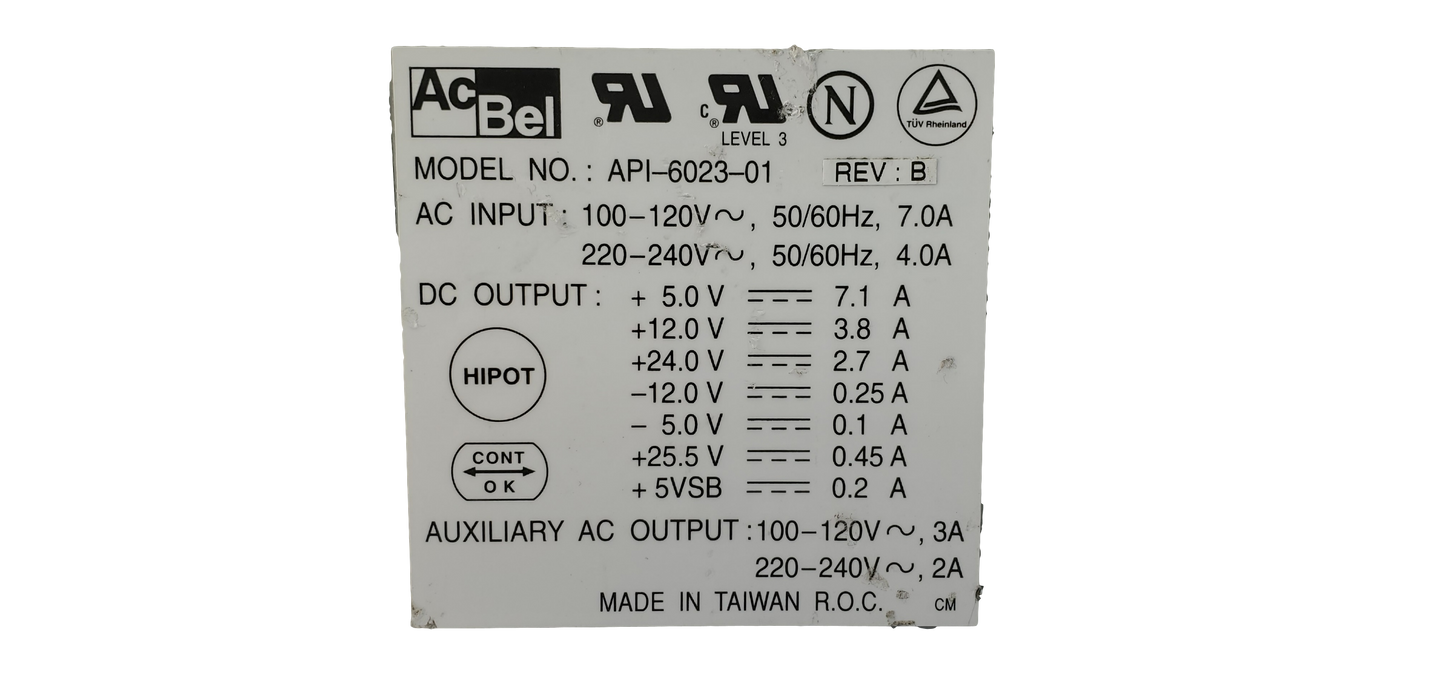 AcBel ® RU C ® RU N
LEVEL 3 TÜV Rheinland
MODEL NO. : API–6023–01 REV : B
AC INPUT : 100–120V～, 50/60Hz, 7.0A
220–240V～, 50/60Hz, 4.0A
DC OUTPUT : + 5.0 V ⎓ 7.1 A
+12.0 V ⎓ 3.8 A
+24.0 V ⎓ 2.7 A
HIPOT
–12.0 V ⎓ 0.25 A
– 5.0 V ⎓ 0.1 A
CONT
+25.5 V ⎓ 0.45 A
OK
+ 5VSB ⎓ 0.2 A
AUXILIARY AC OUTPUT : 100–120V～, 3A
220–240V～, 2A
MADE IN TAIWAN R.O.C. CM